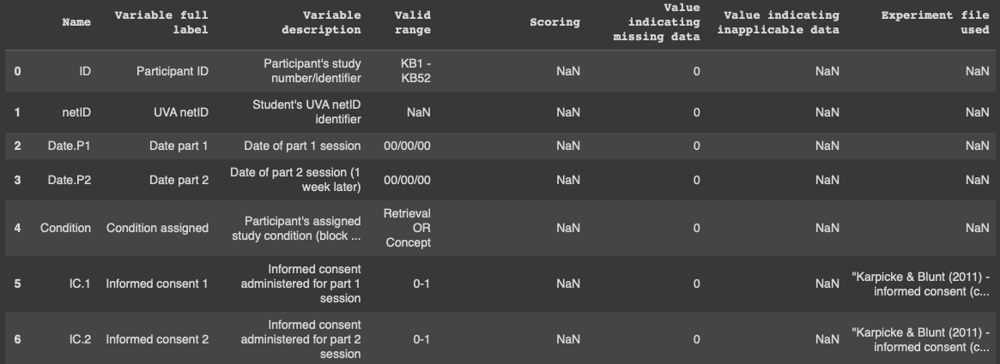 Name Variable full label Variable description Valid range Scoring Value indicating missing data Value indicating inapplicable data Experiment file used
0 ID Participant ID Participant's study number/identifier KB1 - KB52 NaN 0 NaN NaN
1 netID UVA netID Student's UVA netID identifier NaN NaN 0 NaN NaN
2 Date.P1 Date part 1 Date of part 1 session 00/00/00 NaN 0 NaN NaN
3 Date.P2 Date part 2 Date of part 2 session (1 week later) 00/00/00 NaN 0 NaN NaN
4 Condition Condition assigned Participant's assigned study condition (block ... Retrieval OR Concept NaN 0 NaN NaN
5 IC.1 Informed consent 1 Informed consent administered for part 1 session 0-1 NaN 0 NaN "Karpicke & Blunt (2011) - informed consent (c...
6 IC.2 Informed consent 2 Informed consent administered for part 2 session 0-1 NaN 0 NaN "Karpicke & Blunt (2011) - informed consent (c...